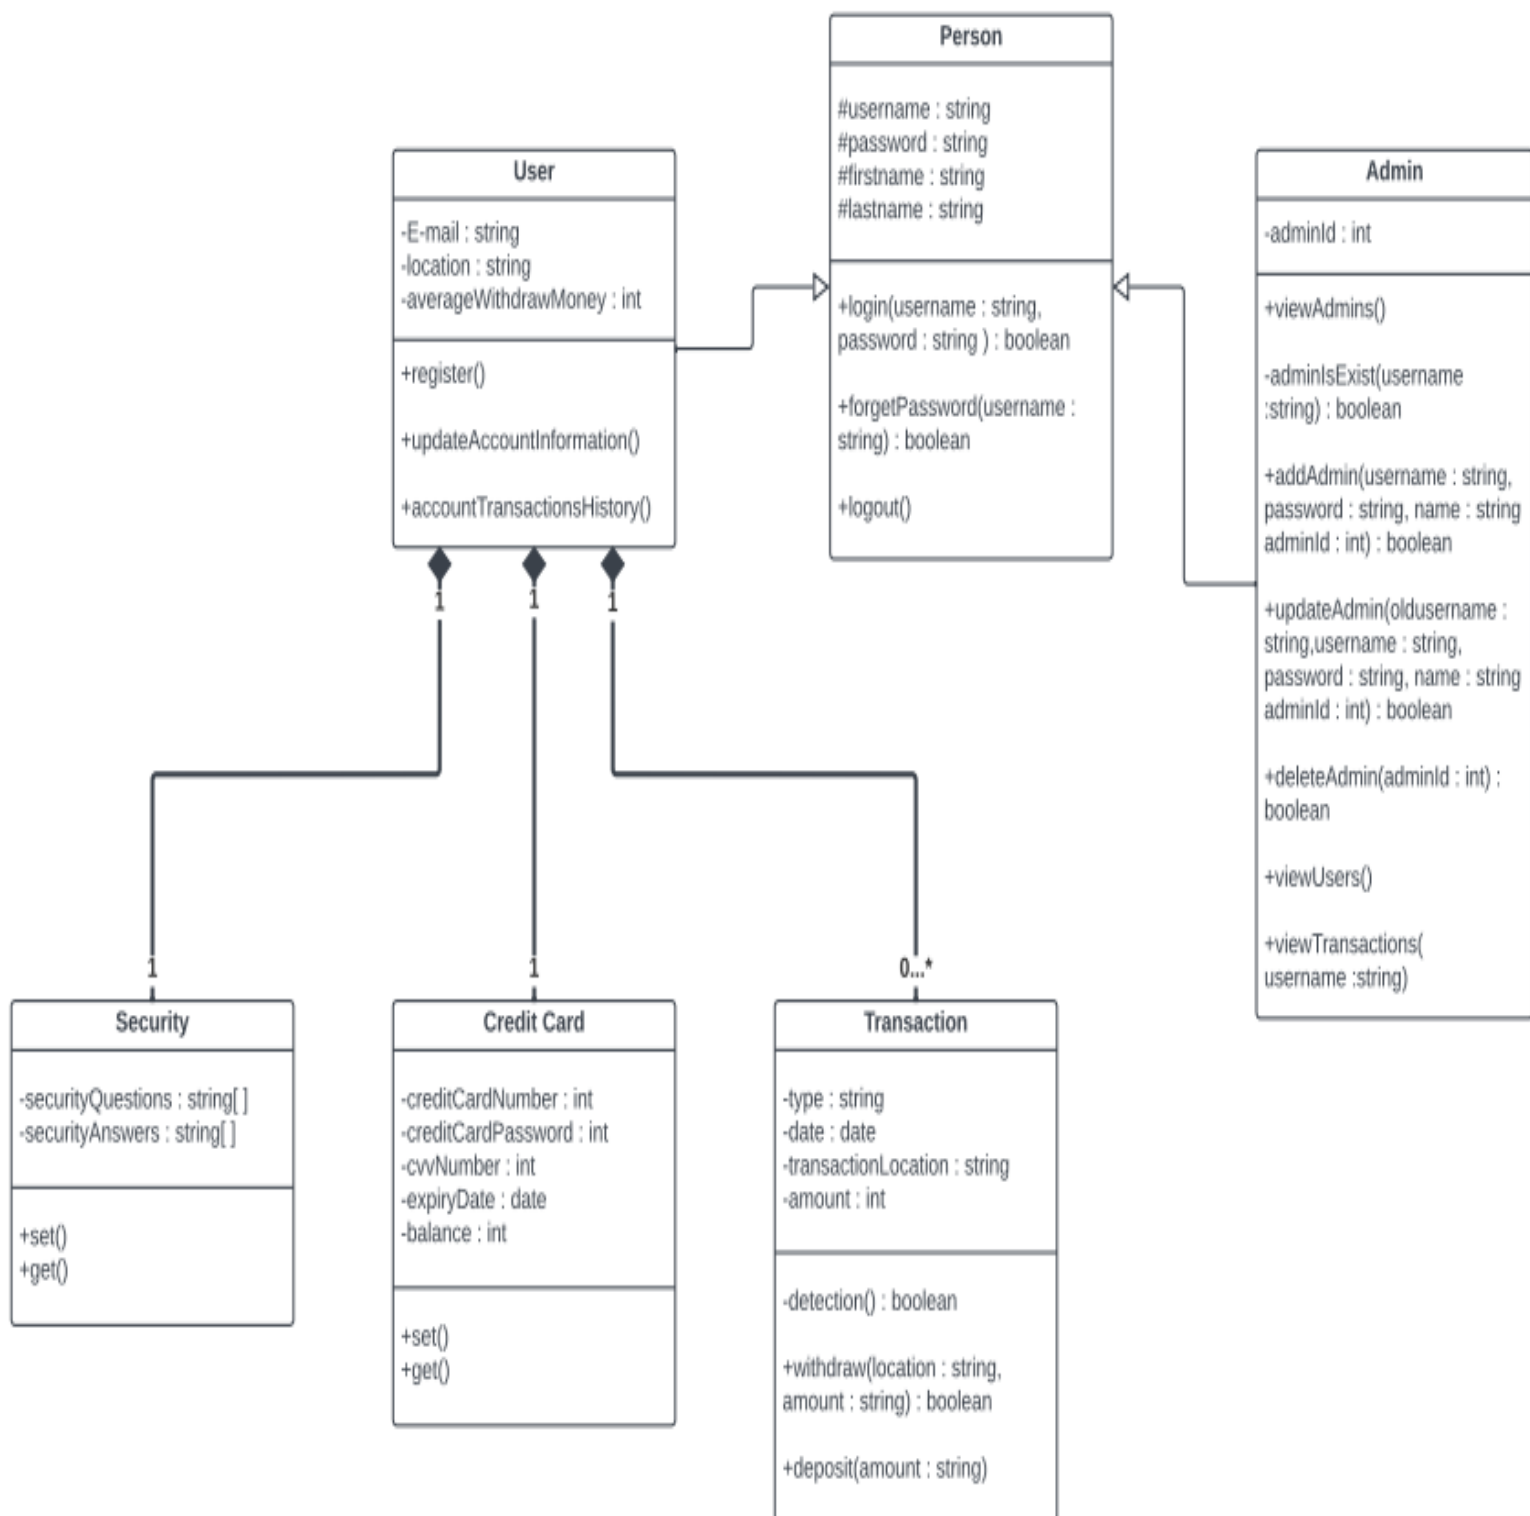 Person
#username : string
#password : string
#firstname : string
#lastname : string
+login(username : string,
password : string ) : boolean
+forgetPassword(username :
string) : boolean
+logout()
User
-E-mail : string
-location : string
-averageWithdrawMoney : int
+register()
+updateAccountInformation()
+accountTransactionsHistory()
1
1
1
Admin
-adminId : int
+viewAdmins()
-adminIsExist(username
:string) : boolean
+addAdmin(username : string,
password : string, name : string
adminId : int) : boolean
+updateAdmin(oldusername :
string,username : string,
password : string, name : string
adminId : int) : boolean
+deleteAdmin(adminId : int) :
boolean
+viewUsers()
+viewTransactions(
username :string)
1
Security
-securityQuestions : string[ ]
-securityAnswers : string[ ]
+set()
+get()
1
Credit Card
-creditCardNumber : int
-creditCardPassword : int
-cvvNumber : int
-expiryDate : date
-balance : int
+set()
+get()
0...*
Transaction
-type : string
-date : date
-transactionLocation : string
-amount : int
-detection() : boolean
+withdraw(location : string,
amount : string) : boolean
+deposit(amount : string)